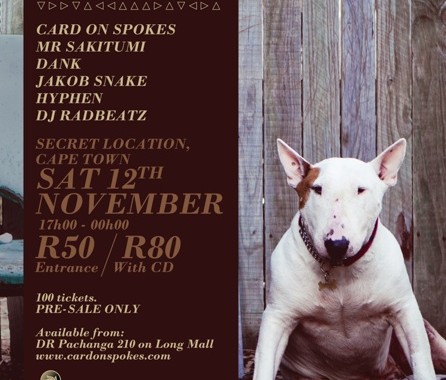 CARD ON SPOKES
MR SAKITUMI
DANK
JAKOB SNAKE
HYPHEN
DJ RADBEATZ
SECRET LOCATION,
CAPE TOWN
SAT 12TH
NOVEMBER
17h00 - 00h00
R50 / R80
Entrance / With CD
100 tickets.
PRE-SALE ONLY
Available from:
DR Pachanga 210 on Long Mall
www.cardonspokes.com